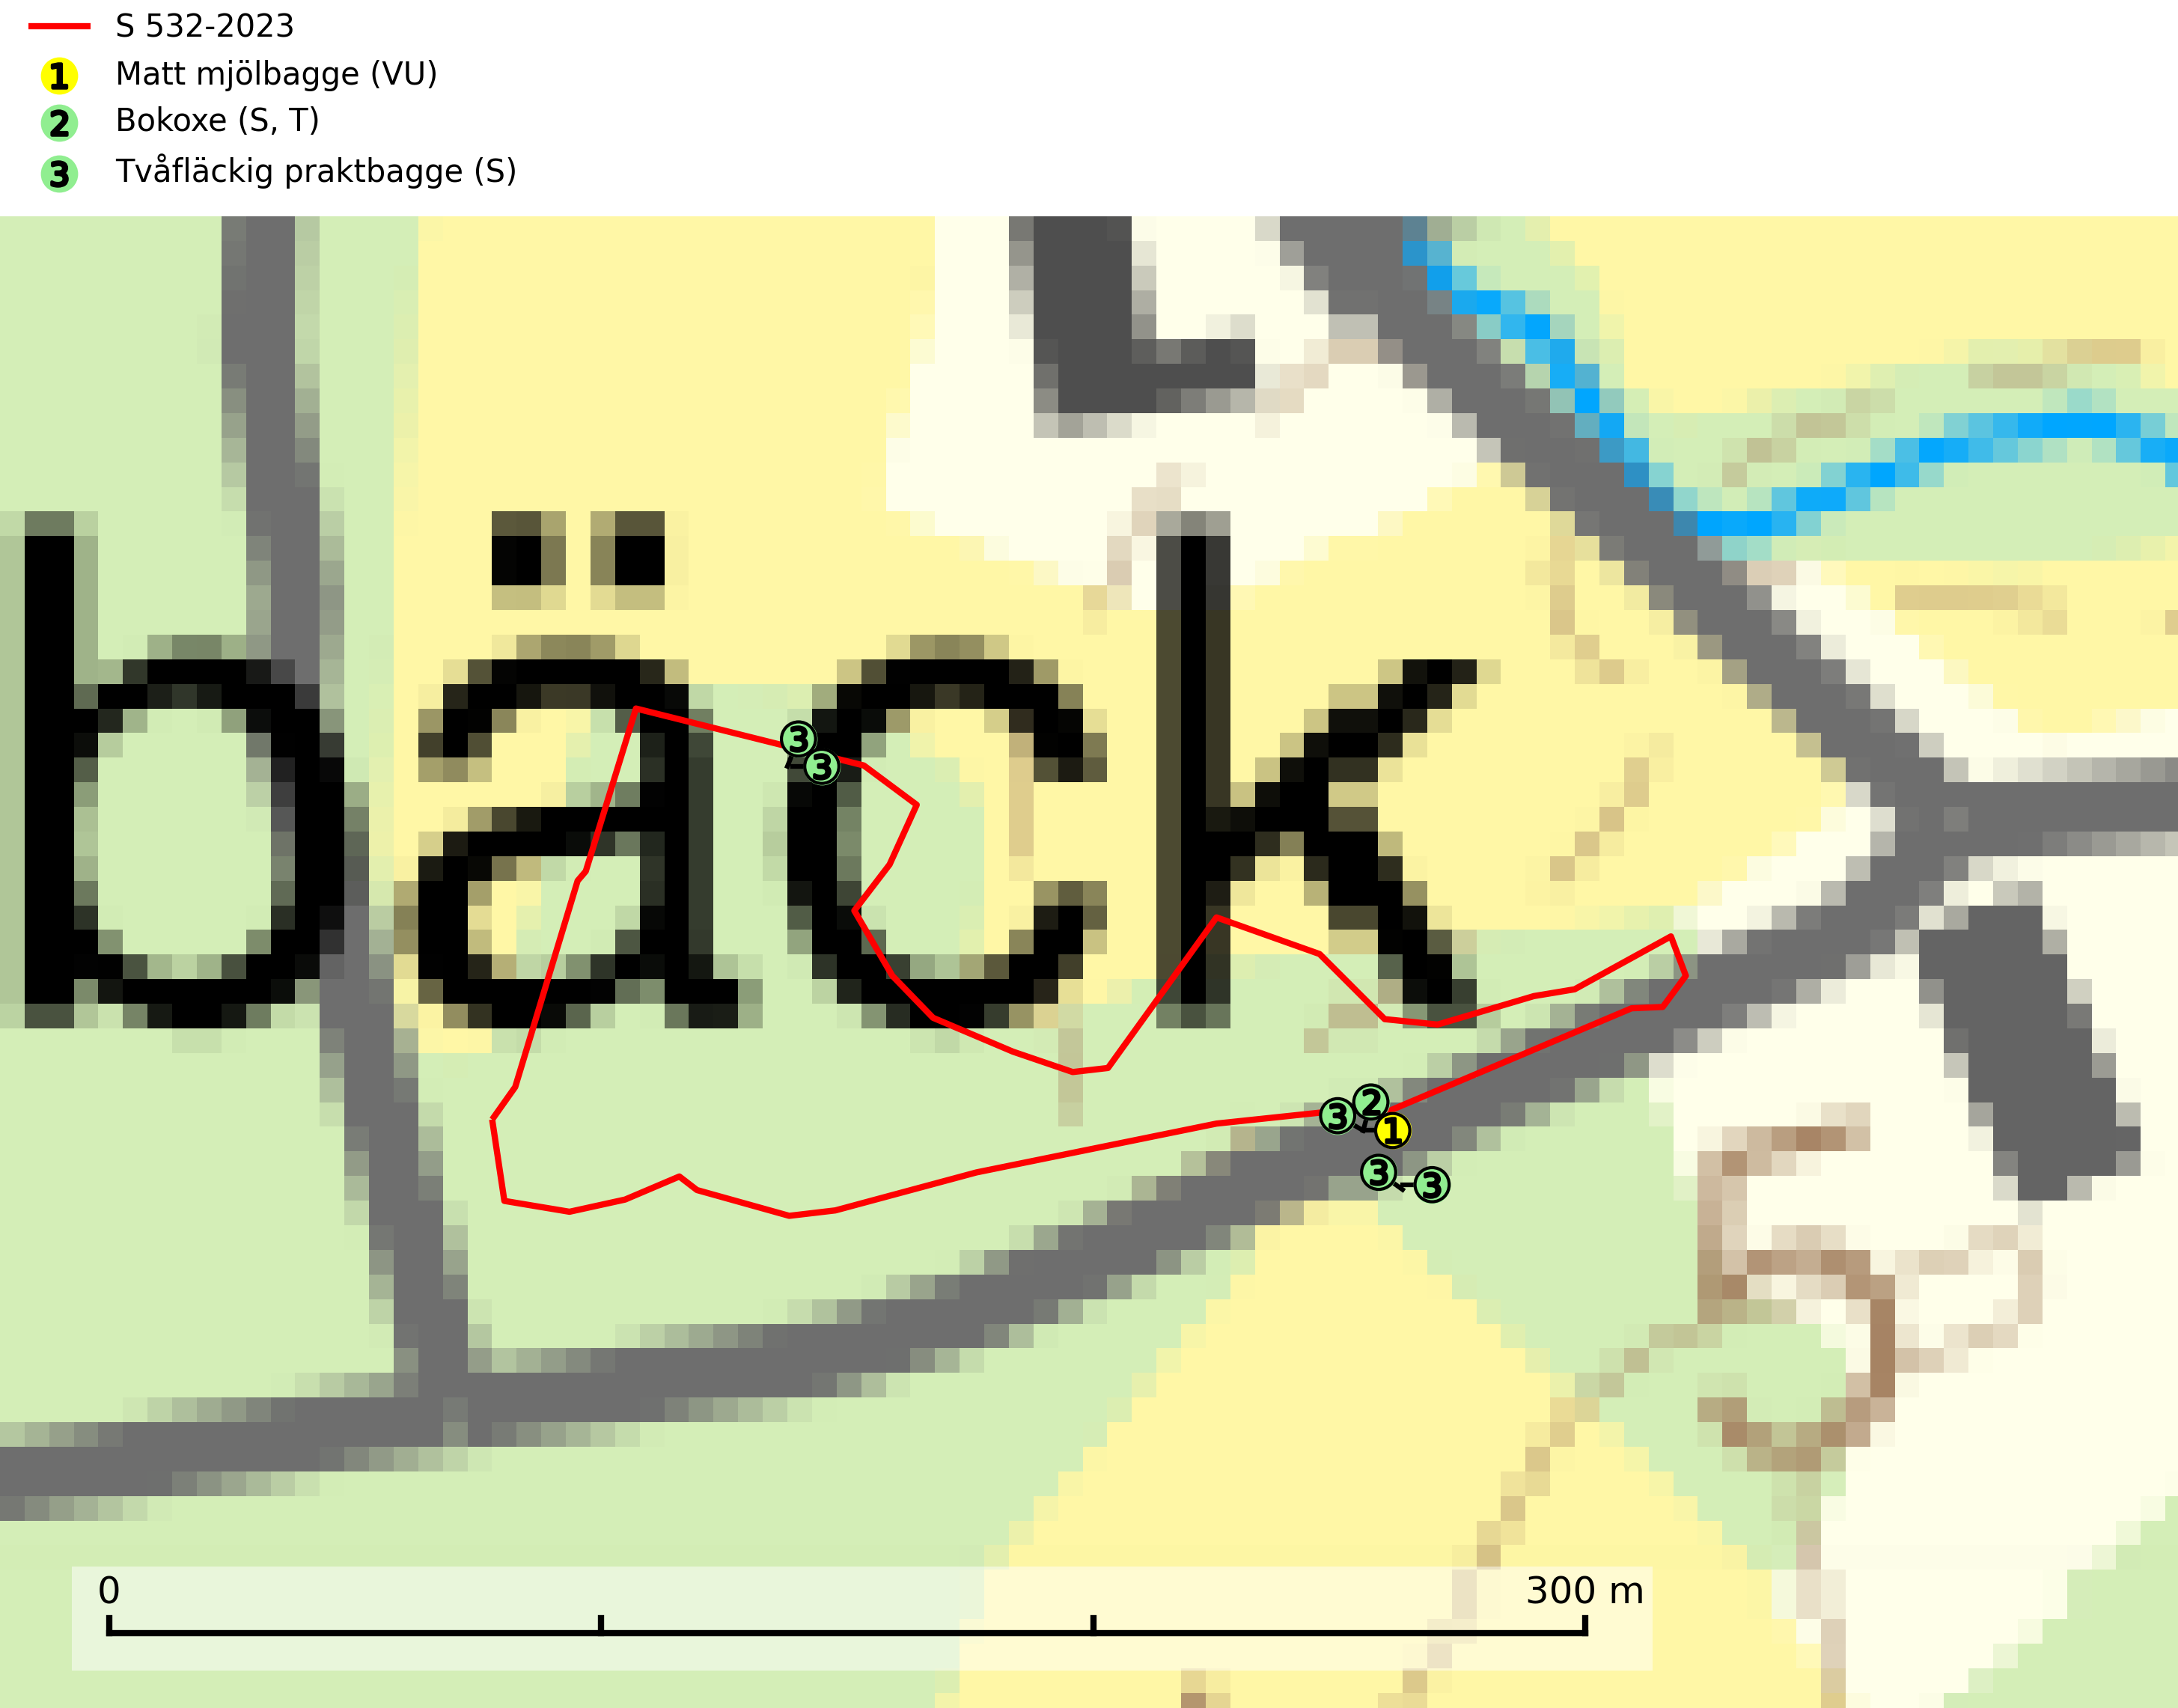 S 532-2023
1 Matt mjölbagge (VU)
2 Bokoxe (S, T)
3 Tvåfläckig praktbagge (S)
bäck
3
3
2
3
1
3
3
0 300 m